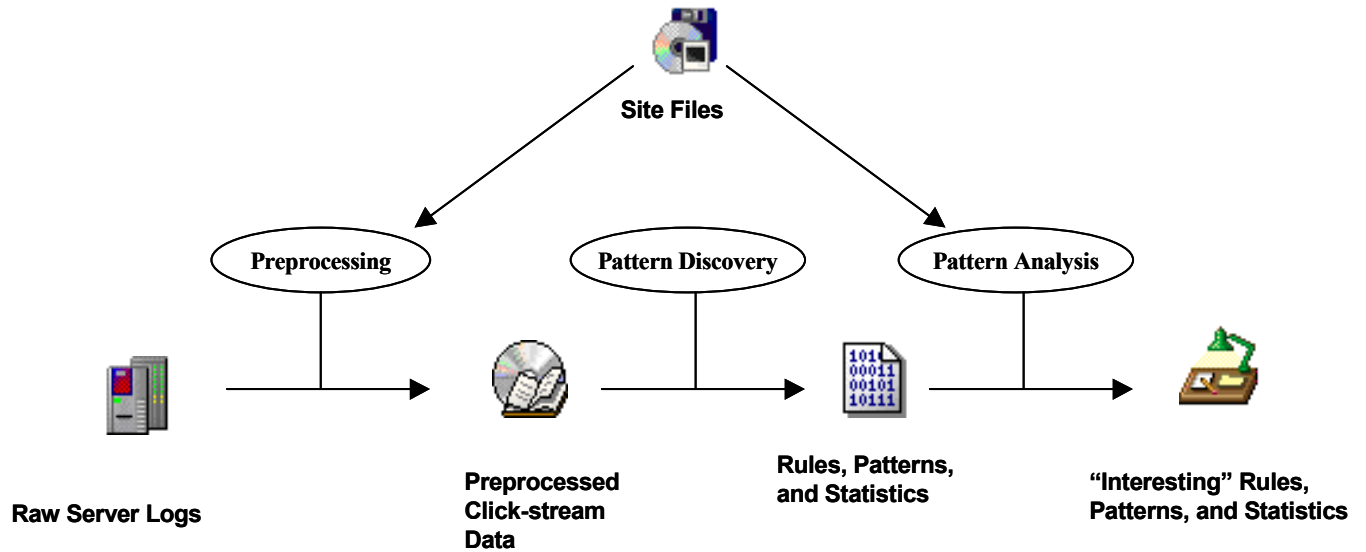 Site Files
Preprocessing
Pattern Discovery
Pattern Analysis
1010
00011
00101
10111
Raw Server Logs
Preprocessed
Click-stream
Data
Rules, Patterns,
and Statistics
“Interesting” Rules,
Patterns, and Statistics